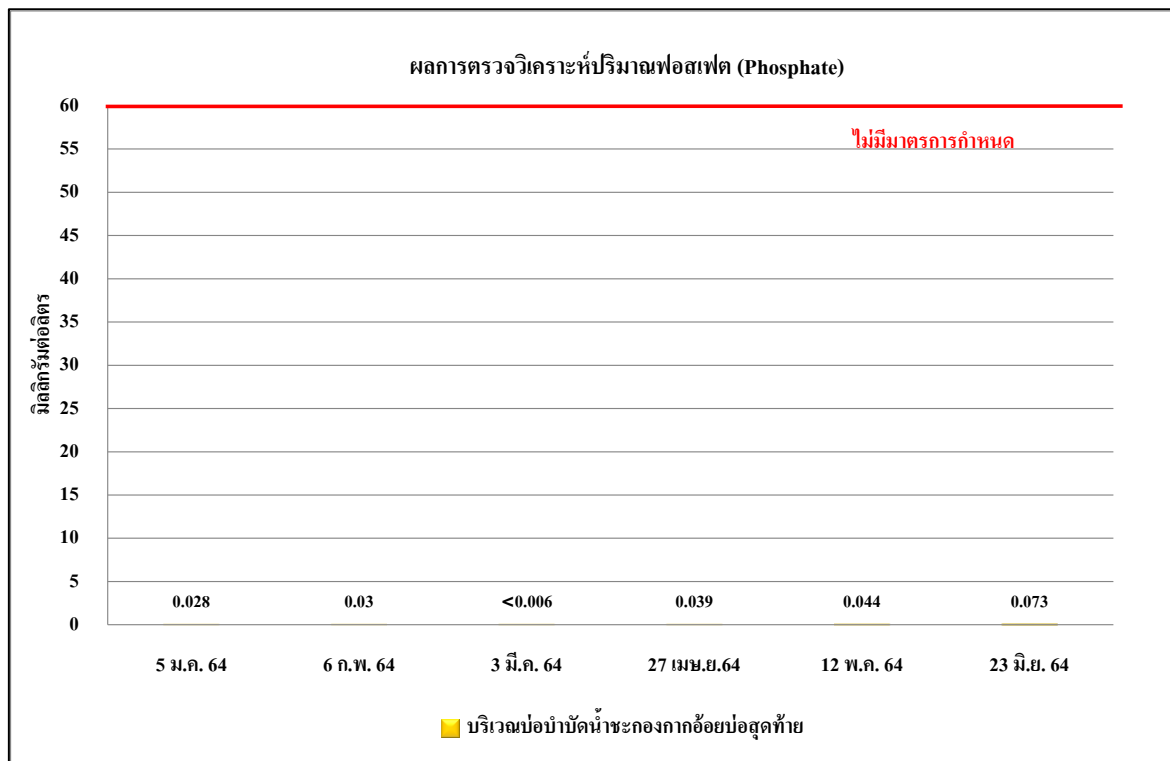 ผลการตรวจวิเคราะห์ปริมาณฟอสเฟต (Phosphate)
ไม่มีมาตรการกำหนด
มิลลิกรัมต่อลิตร
60
55
50
45
40
35
30
25
20
15
10
5
0
0.028 0.03 <0.006 0.039 0.044 0.073
5 ม.ค. 64 6 ก.พ. 64 3 มี.ค. 64 27 เมษ.ย.64 12 พ.ค. 64 23 มิ.ย. 64
บริเวณบ่อบำบัดน้ำชะกองกากอ้อยบ่อสุดท้าย